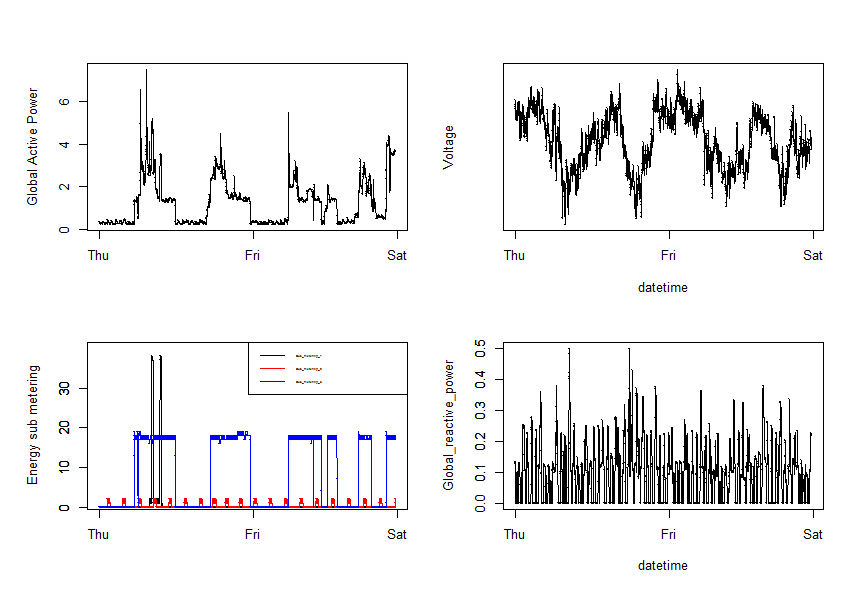 Global Active Power
6
4
2
0
Thu Fri Sat
Voltage
Thu Fri Sat
datetime
Energy sub metering
30
20
10
0
Thu Fri Sat
Global_reactive_power
0.5
0.4
0.3
0.2
0.1
0.0
Thu Fri Sat
datetime